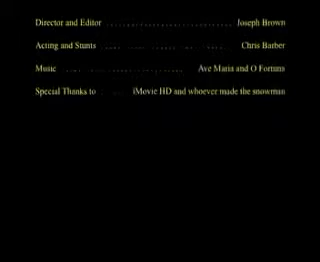 Director and Editor ........................... Joseph Brown
Acting and Stunts ........................... Chris Barber
Music ........................... Ave Maria and O Fortuna
Special Thanks to ...... iMovie HD and whoever made the snowman